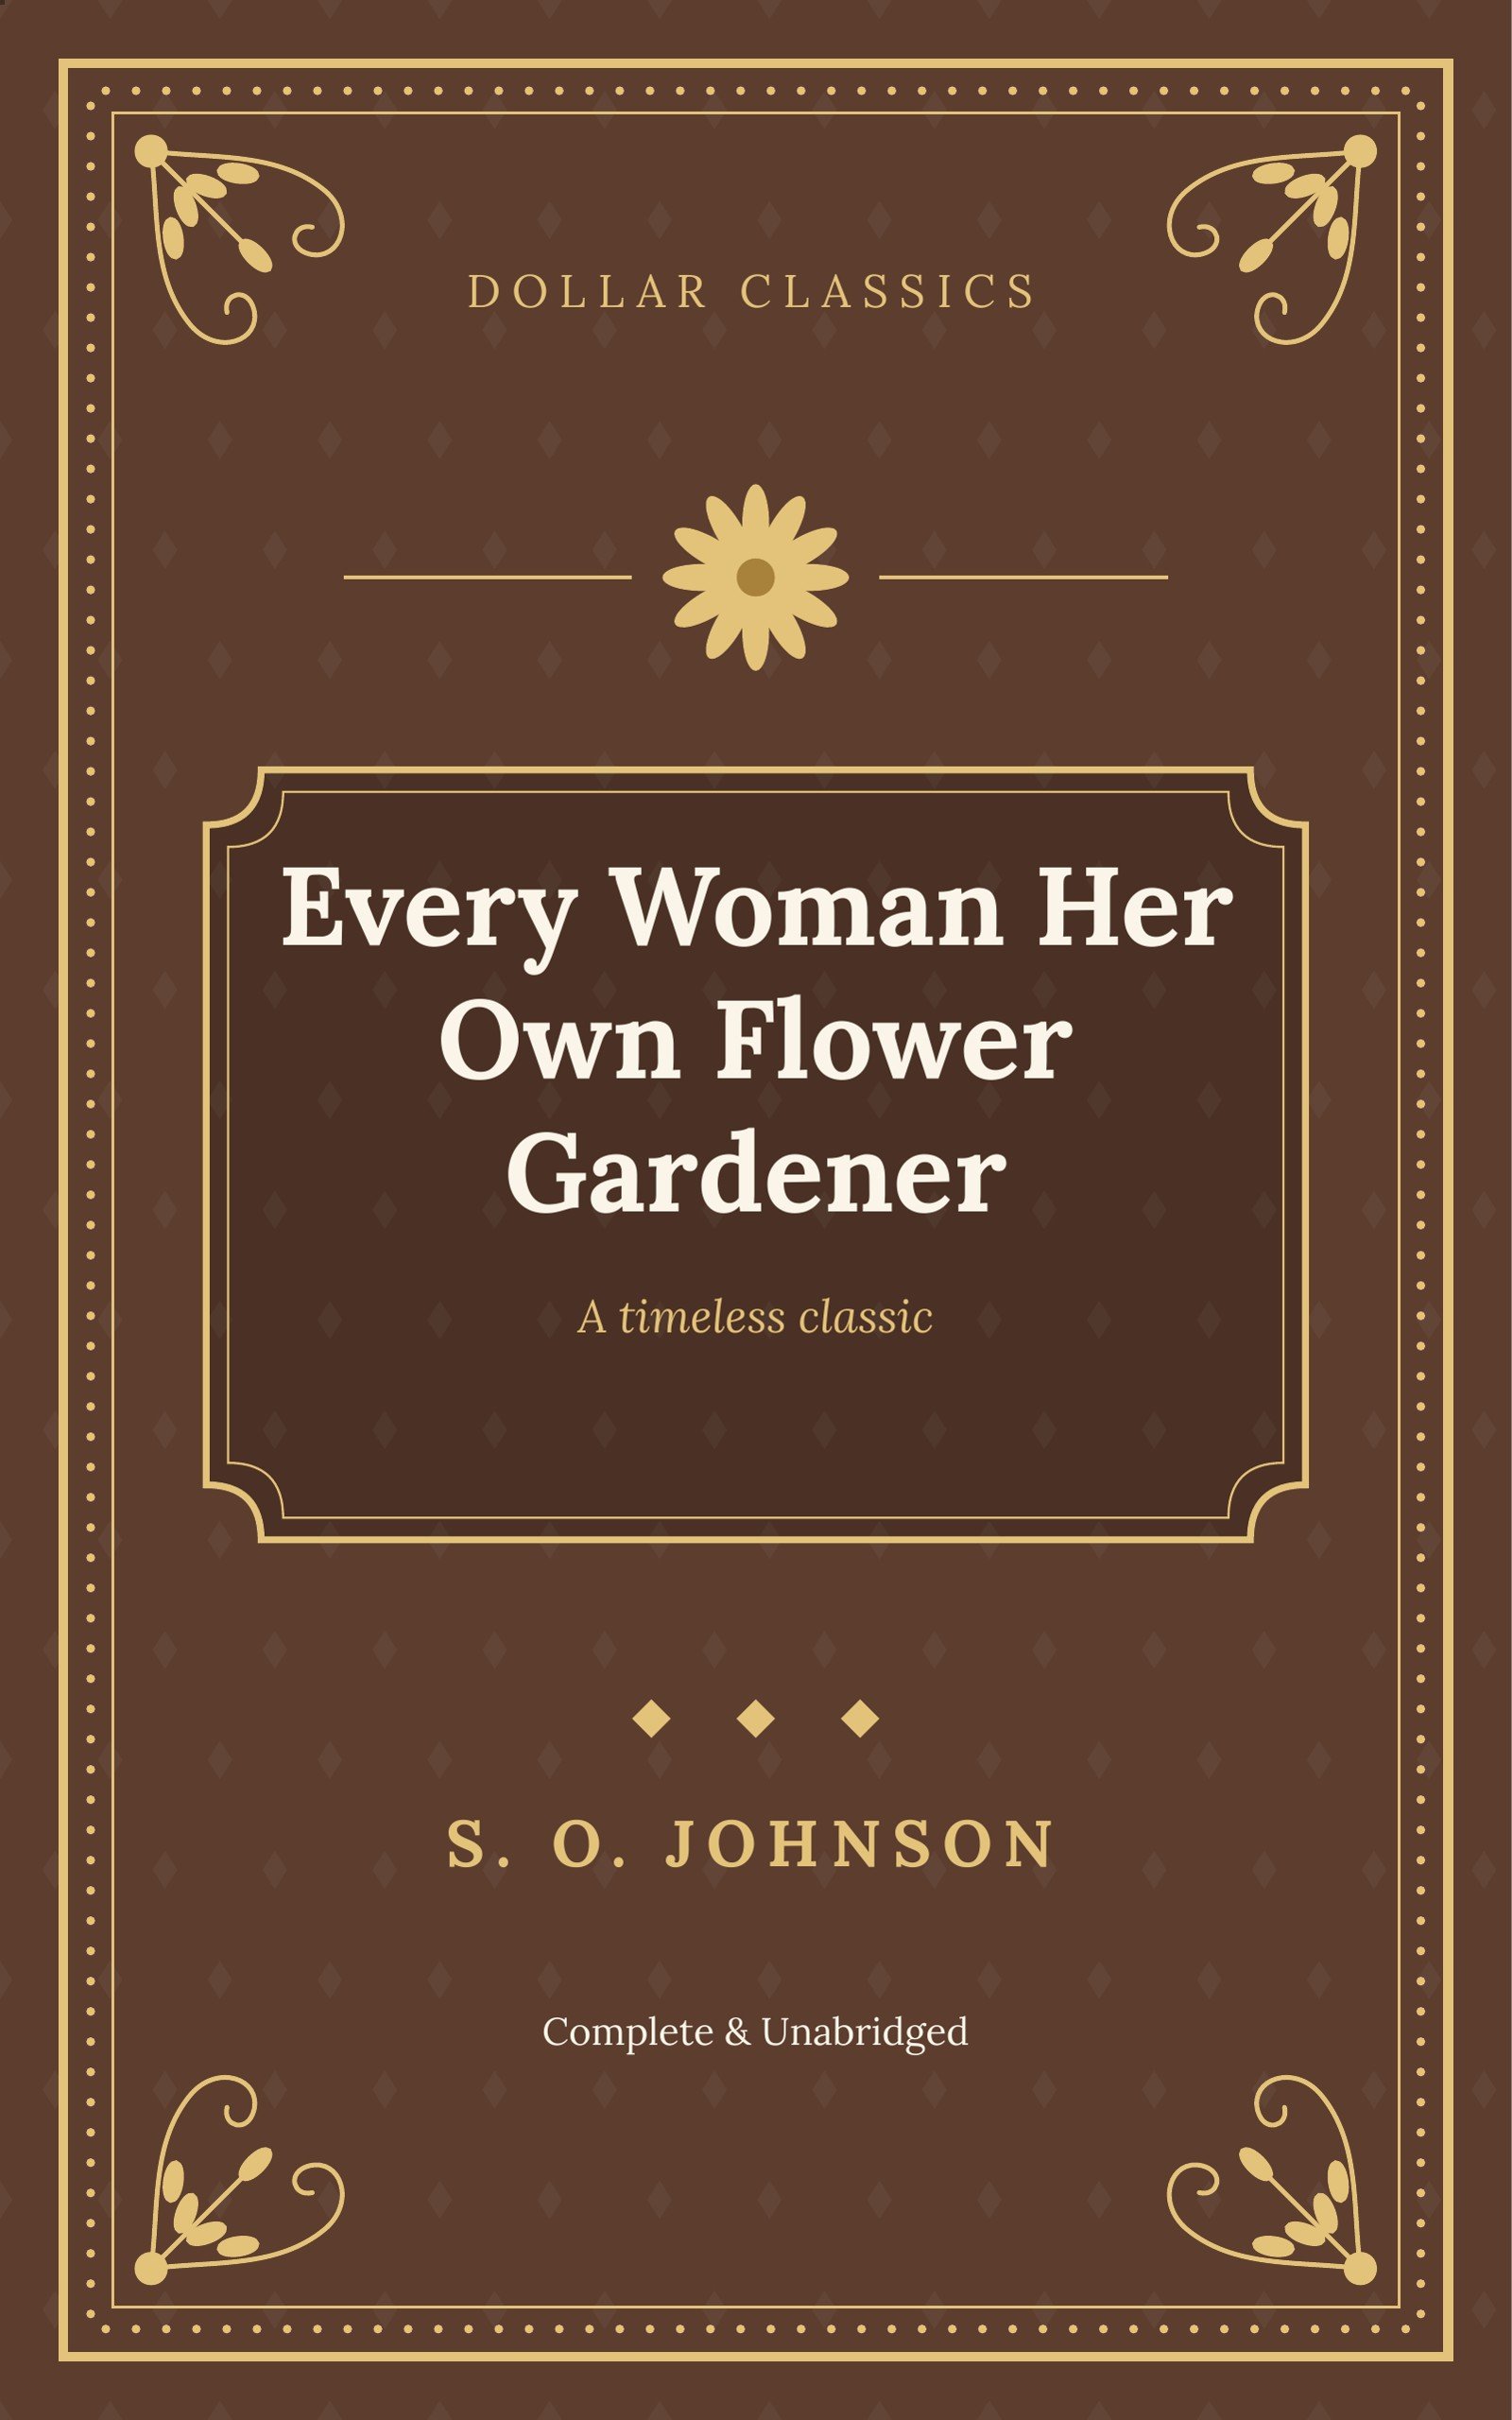 DOLLAR CLASSICS
Every Woman Her
Own Flower
Gardener
A timeless classic
S. O. JOHNSON
Complete & Unabridged